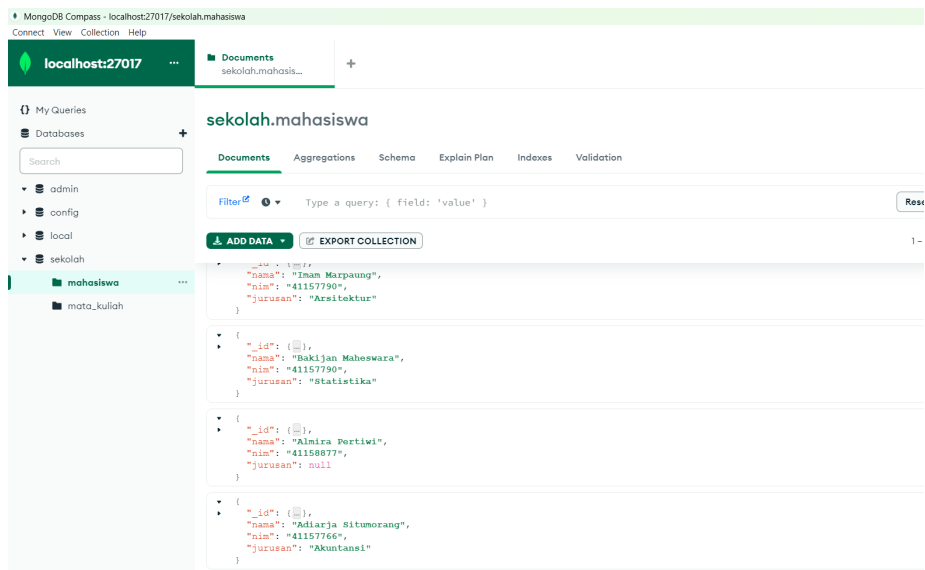 MongoDB Compass - localhost:27017/sekolah.mahasiswa
Connect View Collection Help
localhost:27017 ...
Documents
sekolah.mahasis...
+
{} My Queries
Databases +
Search
admin
config
local
sekolah
mahasiswa ...
mata_kuliah
sekolah.mahasiswa
Documents Aggregations Schema Explain Plan Indexes Validation
Filter Type a query: { field: 'value' }
Rese
ADD DATA EXPORT COLLECTION
1 –
"_id": {…},
"nama": "Imam Marpaung",
"nim": "41157790",
"jurusan": "Arsitektur"
}
{
"_id": {…},
"nama": "Bakijan Maheswara",
"nim": "41157790",
"jurusan": "Statistika"
}
{
"_id": {…},
"nama": "Almira Pertiwi",
"nim": "41158877",
"jurusan": null
}
{
"_id": {…},
"nama": "Adiarja Situmorang",
"nim": "41157766",
"jurusan": "Akuntansi"
}